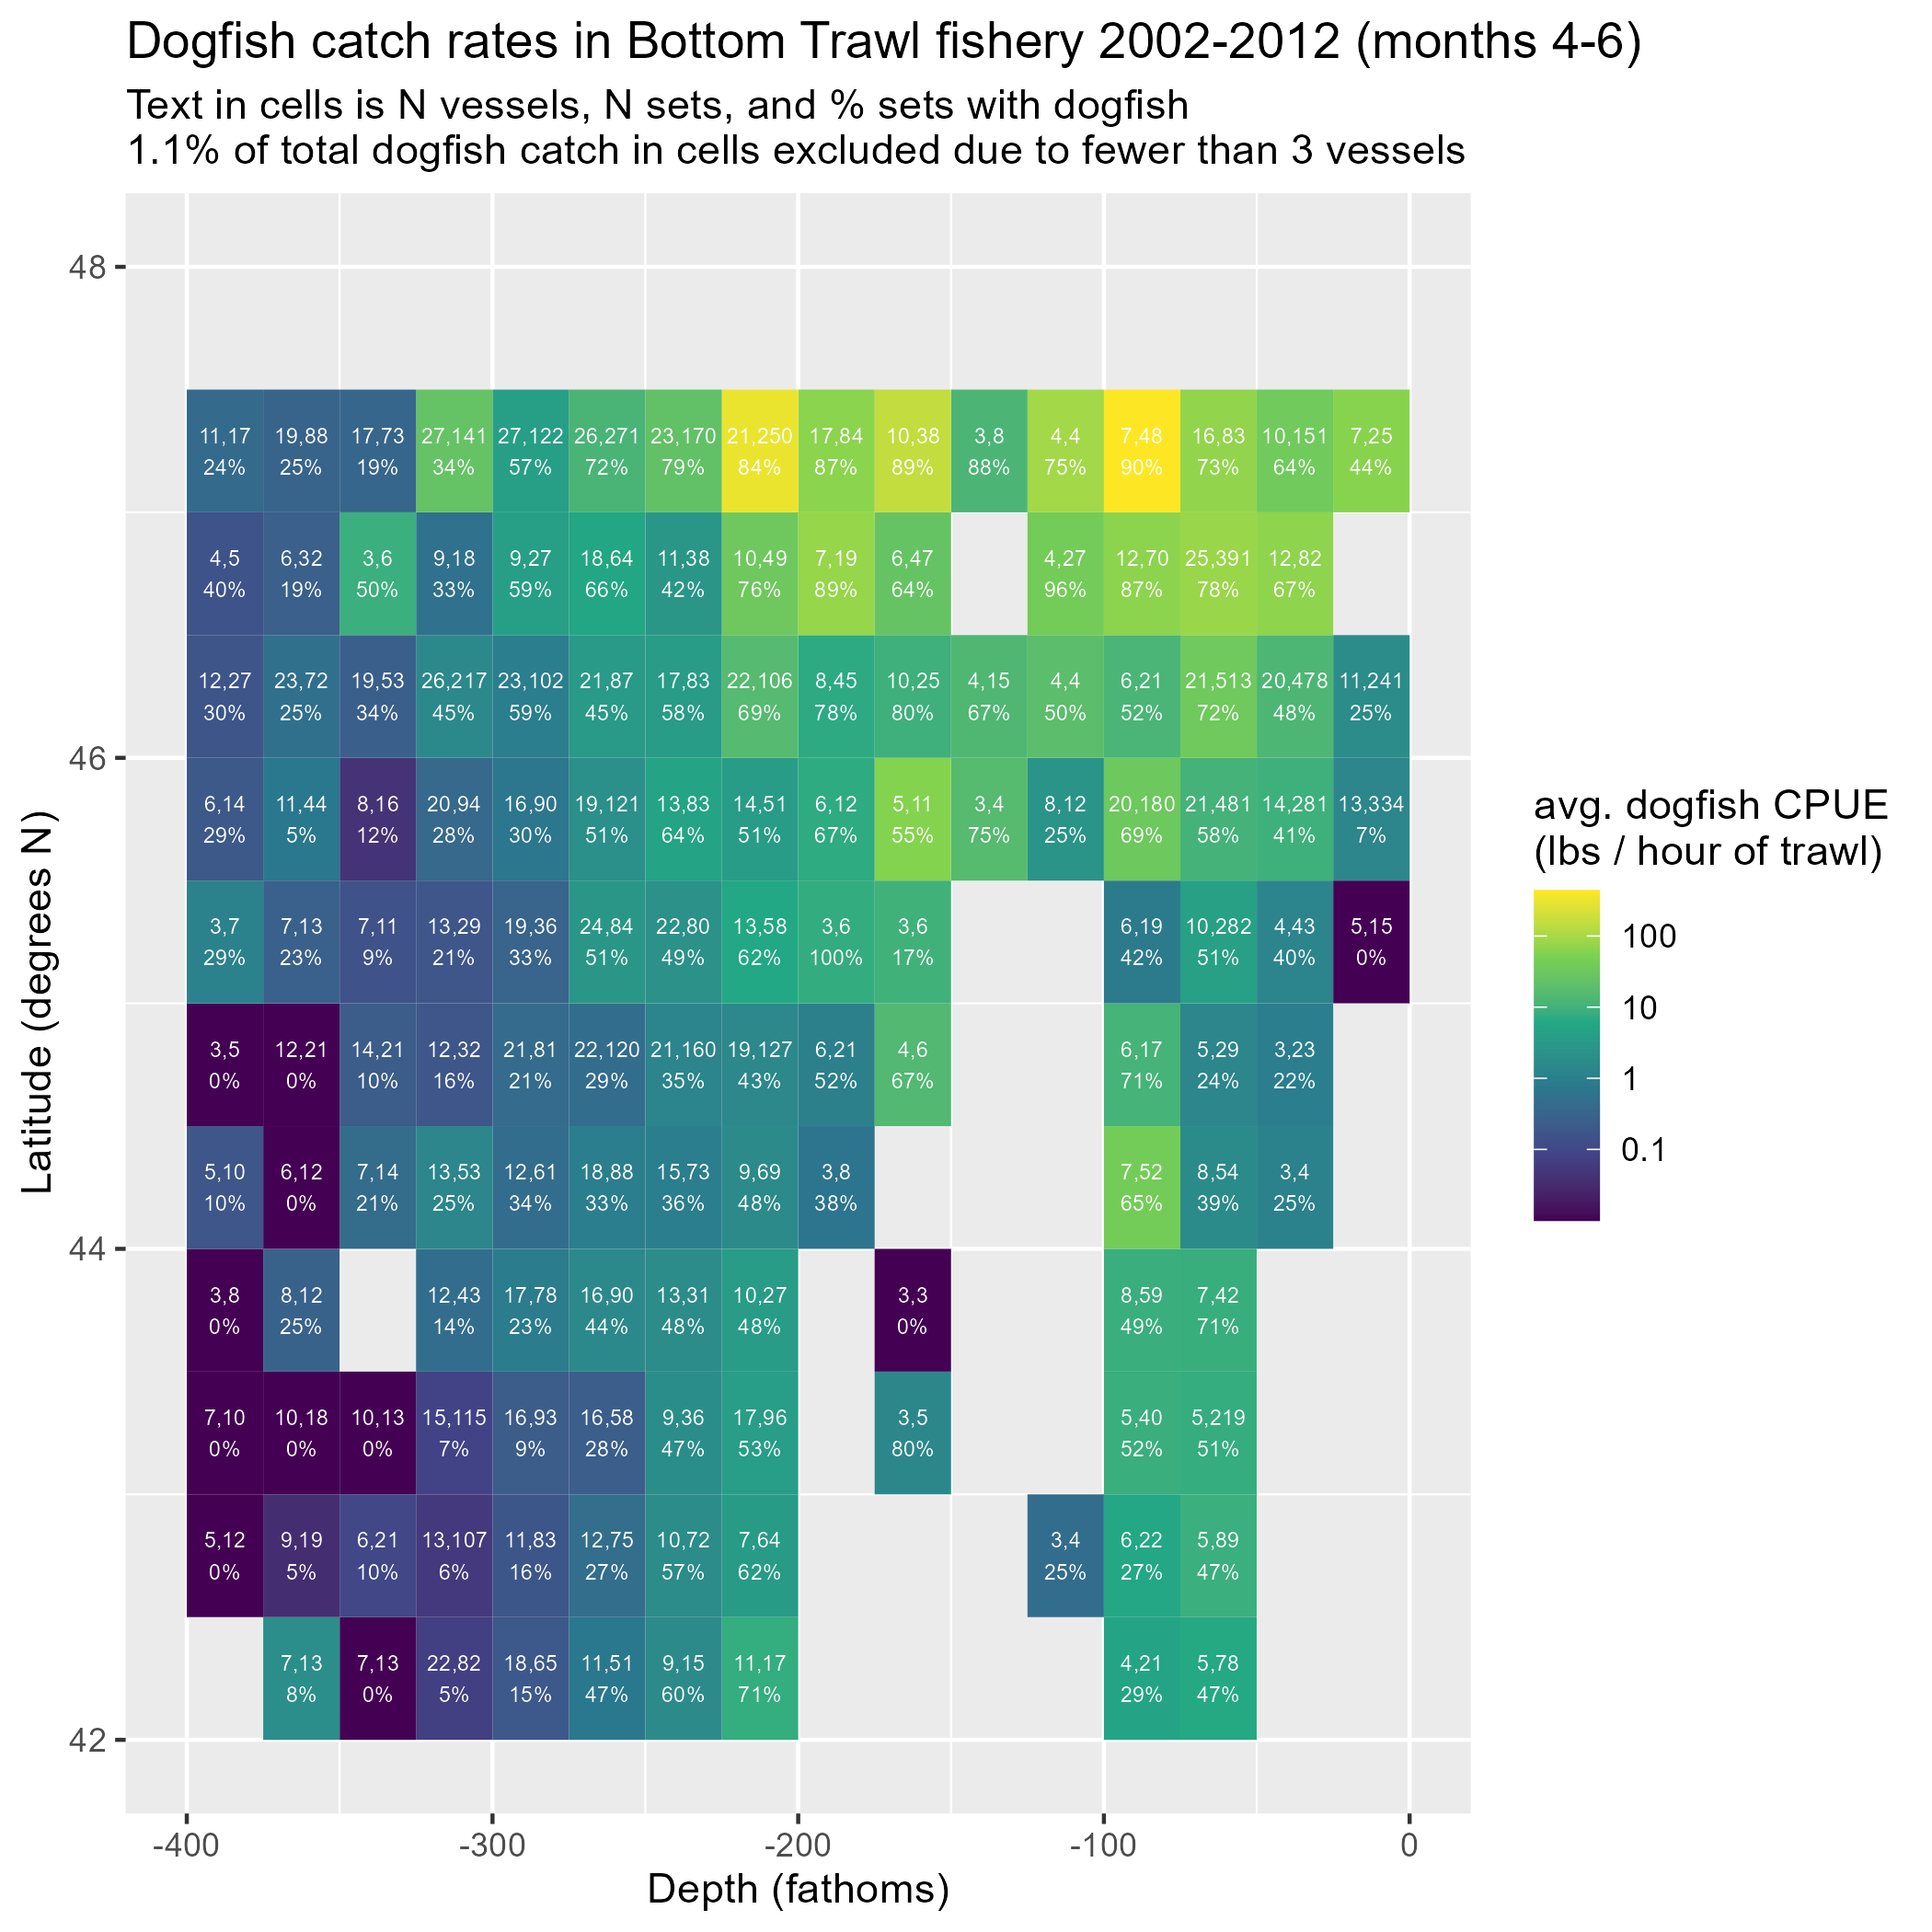 Dogfish catch rates in Bottom Trawl fishery 2002-2012 (months 4-6)
Text in cells is N vessels, N sets, and % sets with dogfish
1.1% of total dogfish catch in cells excluded due to fewer than 3 vessels
48
11,17 19,88 17,73 27,141 27,122 26,271 23,170 21,250 17,84 10,38 3,8 4,4 7,48 16,83 10,151 7,25
24% 25% 19% 34% 57% 72% 79% 84% 87% 89% 88% 75% 90% 73% 64% 44%
4,5 6,32 3,6 9,18 9,27 18,64 11,38 10,49 7,19 6,47 4,27 12,70 25,391 12,82
40% 19% 50% 33% 59% 66% 42% 76% 89% 64% 96% 87% 78% 67%
12,27 23,72 19,53 26,217 23,102 21,87 17,83 22,106 8,45 10,25 4,15 4,4 6,21 21,513 20,478 11,241
30% 25% 34% 45% 59% 45% 58% 69% 78% 80% 67% 50% 52% 72% 48% 25%
46
6,14 11,44 8,16 20,94 16,90 19,121 13,83 14,51 6,12 5,11 3,4 8,12 20,180 21,481 14,281 13,334
29% 5% 12% 28% 30% 51% 64% 51% 67% 55% 75% 25% 69% 58% 41% 7%
3,7 7,13 7,11 13,29 19,36 24,84 22,80 13,58 3,6 3,6 6,19 10,282 4,43 5,15
29% 23% 9% 21% 33% 51% 49% 62% 100% 17% 42% 51% 40% 0%
3,5 12,21 14,21 12,32 21,81 22,120 21,160 19,127 6,21 4,6 6,17 5,29 3,23
0% 0% 10% 16% 21% 29% 35% 43% 52% 67% 71% 24% 22%
5,10 6,12 7,14 13,53 12,61 18,88 15,73 9,69 3,8 7,52 8,54 3,4
10% 0% 21% 25% 34% 33% 36% 48% 38% 65% 39% 25%
44
3,8 8,12 12,43 17,78 16,90 13,31 10,27 3,3 8,59 7,42
0% 25% 14% 23% 44% 48% 48% 0% 49% 71%
7,10 10,18 10,13 15,115 16,93 16,58 9,36 17,96 3,5 5,40 5,219
0% 0% 0% 7% 9% 28% 47% 53% 80% 52% 51%
5,12 9,19 6,21 13,107 11,83 12,75 10,72 7,64 3,4 6,22 5,89
0% 5% 10% 6% 16% 27% 57% 62% 25% 27% 47%
7,13 7,13 22,82 18,65 11,51 9,15 11,17 4,21 5,78
8% 0% 5% 15% 47% 60% 71% 29% 47%
42
-400 -300 -200 -100 0
Depth (fathoms)
Latitude (degrees N)
avg. dogfish CPUE
(lbs / hour of trawl)
100
10
1
0.1